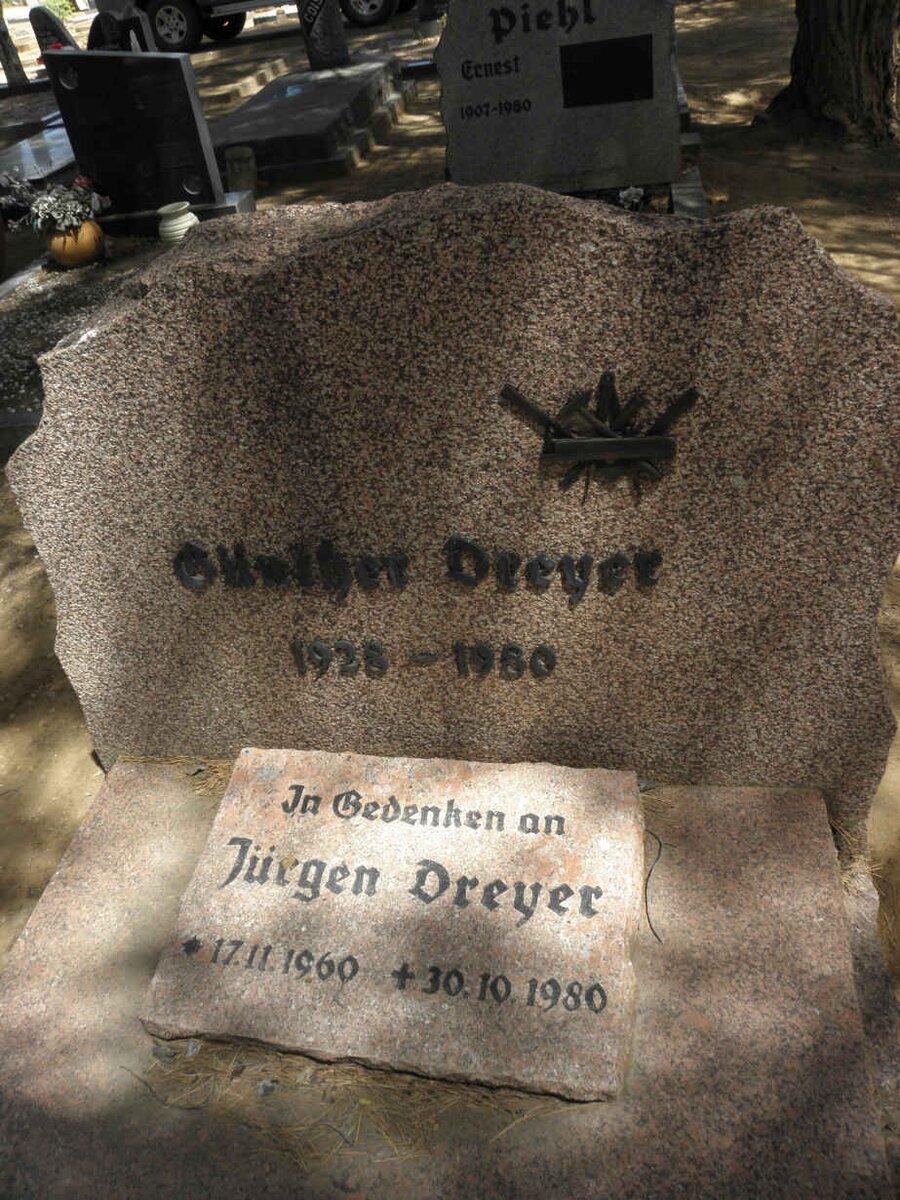 Piehl
Ernest
1907-1980
Günther Dreyer
1928 - 1980
In Gedenken an
Jürgen Dreyer
* 17.11.1960 + 30.10.1980